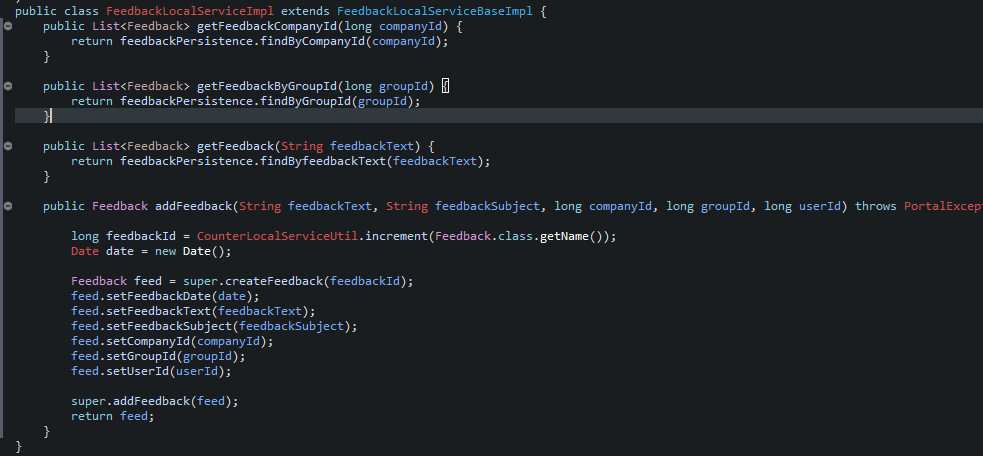 public class FeedbackLocalServiceImpl extends FeedbackLocalServiceBaseImpl {
public List<Feedback> getFeedbackCompanyId(long companyId) {
return feedbackPersistence.findByCompanyId(companyId);
}
public List<Feedback> getFeedbackByGroupId(long groupId) {
return feedbackPersistence.findByGroupId(groupId);
}
public List<Feedback> getFeedback(String feedbackText) {
return feedbackPersistence.findByfeedbackText(feedbackText);
}
public Feedback addFeedback(String feedbackText, String feedbackSubject, long companyId, long groupId, long userId) throws PortalExcept
long feedbackId = CounterLocalServiceUtil.increment(Feedback.class.getName());
Date date = new Date();
Feedback feed = super.createFeedback(feedbackId);
feed.setFeedbackDate(date);
feed.setFeedbackText(feedbackText);
feed.setFeedbackSubject(feedbackSubject);
feed.setCompanyId(companyId);
feed.setGroupId(groupId);
feed.setUserId(userId);
super.addFeedback(feed);
return feed;
}
}